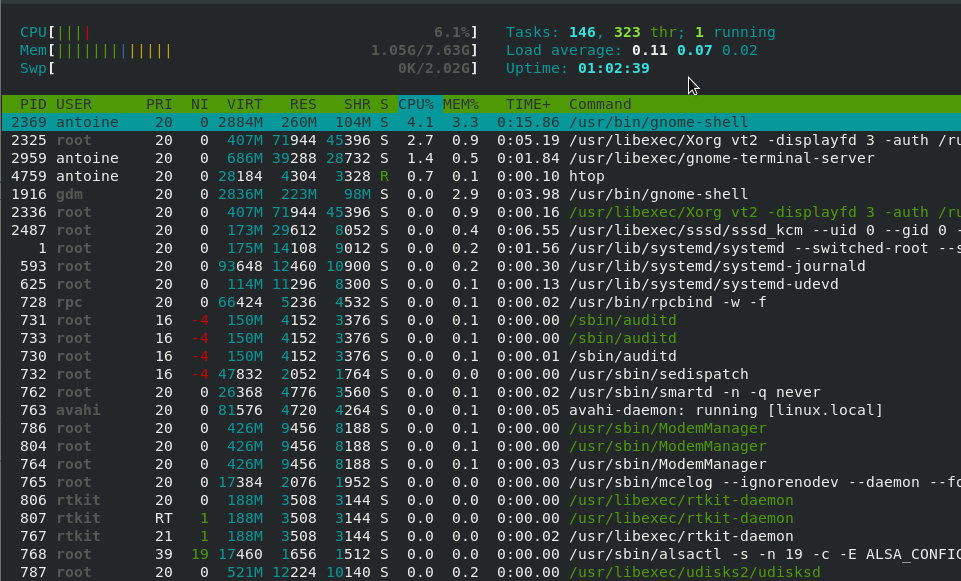 CPU[|||| 6.1%] Tasks: 146, 323 thr; 1 running
Mem[||||||||||||| 1.05G/7.63G] Load average: 0.11 0.07 0.02
Swp[ 0K/2.02G] Uptime: 01:02:39
PID USER PRI NI VIRT RES SHR S CPU% MEM% TIME+ Command
2369 antoine 20 0 2884M 260M 104M S 4.1 3.3 0:15.86 /usr/bin/gnome-shell
2325 root 20 0 407M 71944 45396 S 2.7 0.9 0:05.19 /usr/libexec/Xorg vt2 -displayfd 3 -auth /ru
2959 antoine 20 0 686M 39288 28732 S 1.4 0.5 0:01.84 /usr/libexec/gnome-terminal-server
4759 antoine 20 0 28184 4304 3328 R 0.7 0.1 0:00.10 htop
1916 gdm 20 0 2836M 223M 98M S 0.0 2.9 0:03.98 /usr/bin/gnome-shell
2336 root 20 0 407M 71944 45396 S 0.0 0.9 0:00.16 /usr/libexec/Xorg vt2 -displayfd 3 -auth /ru
2487 root 20 0 173M 29612 8052 S 0.0 0.4 0:06.55 /usr/libexec/sssd/sssd_kcm --uid 0 --gid 0 -
1 root 20 0 175M 14108 9012 S 0.0 0.2 0:01.56 /usr/lib/systemd/systemd --switched-root --s
593 root 20 0 93648 12460 10900 S 0.0 0.2 0:00.30 /usr/lib/systemd/systemd-journald
625 root 20 0 114M 11296 8300 S 0.0 0.1 0:00.13 /usr/lib/systemd/systemd-udevd
728 rpc 20 0 66424 5236 4532 S 0.0 0.1 0:00.02 /usr/bin/rpcbind -w -f
731 root 16 -4 150M 4152 3376 S 0.0 0.1 0:00.00 /sbin/auditd
733 root 16 -4 150M 4152 3376 S 0.0 0.1 0:00.00 /sbin/auditd
730 root 16 -4 150M 4152 3376 S 0.0 0.1 0:00.01 /sbin/auditd
732 root 16 -4 47832 2052 1764 S 0.0 0.0 0:00.00 /usr/sbin/sedispatch
762 root 20 0 26368 4776 3560 S 0.0 0.1 0:00.02 /usr/sbin/smartd -n -q never
763 avahi 20 0 81576 4720 4264 S 0.0 0.1 0:00.05 avahi-daemon: running [linux.local]
786 root 20 0 426M 9456 8188 S 0.0 0.1 0:00.00 /usr/sbin/ModemManager
804 root 20 0 426M 9456 8188 S 0.0 0.1 0:00.00 /usr/sbin/ModemManager
764 root 20 0 426M 9456 8188 S 0.0 0.1 0:00.03 /usr/sbin/ModemManager
765 root 20 0 17384 2076 1952 S 0.0 0.0 0:00.00 /usr/sbin/mcelog --ignorenodev --daemon --fo
806 rtkit 20 0 188M 3508 3144 S 0.0 0.0 0:00.00 /usr/libexec/rtkit-daemon
807 rtkit RT 1 188M 3508 3144 S 0.0 0.0 0:00.00 /usr/libexec/rtkit-daemon
767 rtkit 21 1 188M 3508 3144 S 0.0 0.0 0:00.02 /usr/libexec/rtkit-daemon
768 root 39 19 17460 1656 1512 S 0.0 0.0 0:00.00 /usr/sbin/alsactl -s -n 19 -c -E ALSA_CONFIG
787 root 20 0 521M 12224 10140 S 0.0 0.2 0:00.00 /usr/libexec/udisks2/udisksd